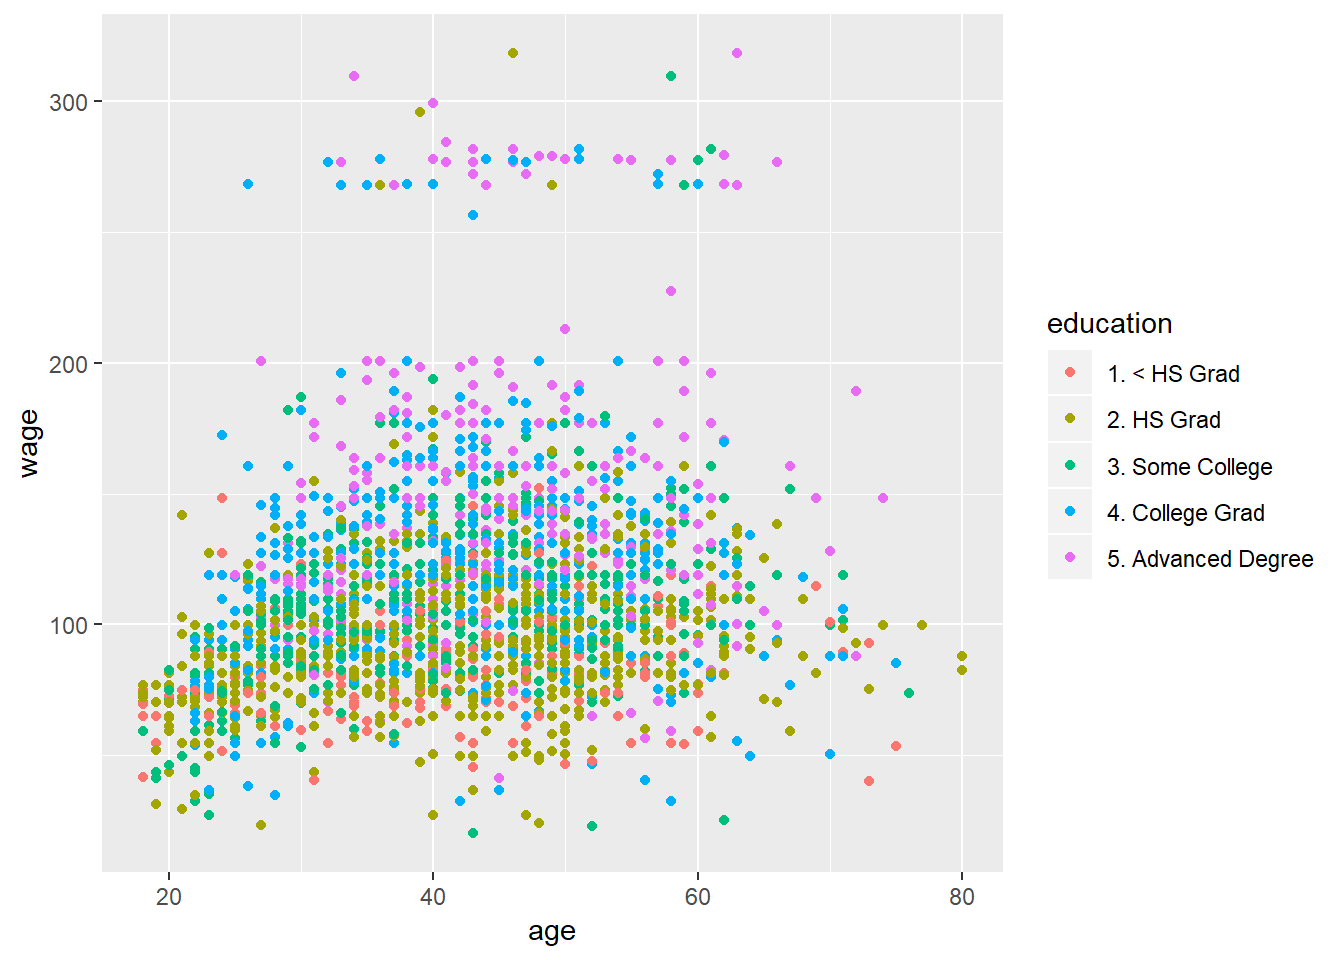 300
200
100
wage
20
40
60
80
age
education
1. < HS Grad
2. HS Grad
3. Some College
4. College Grad
5. Advanced Degree